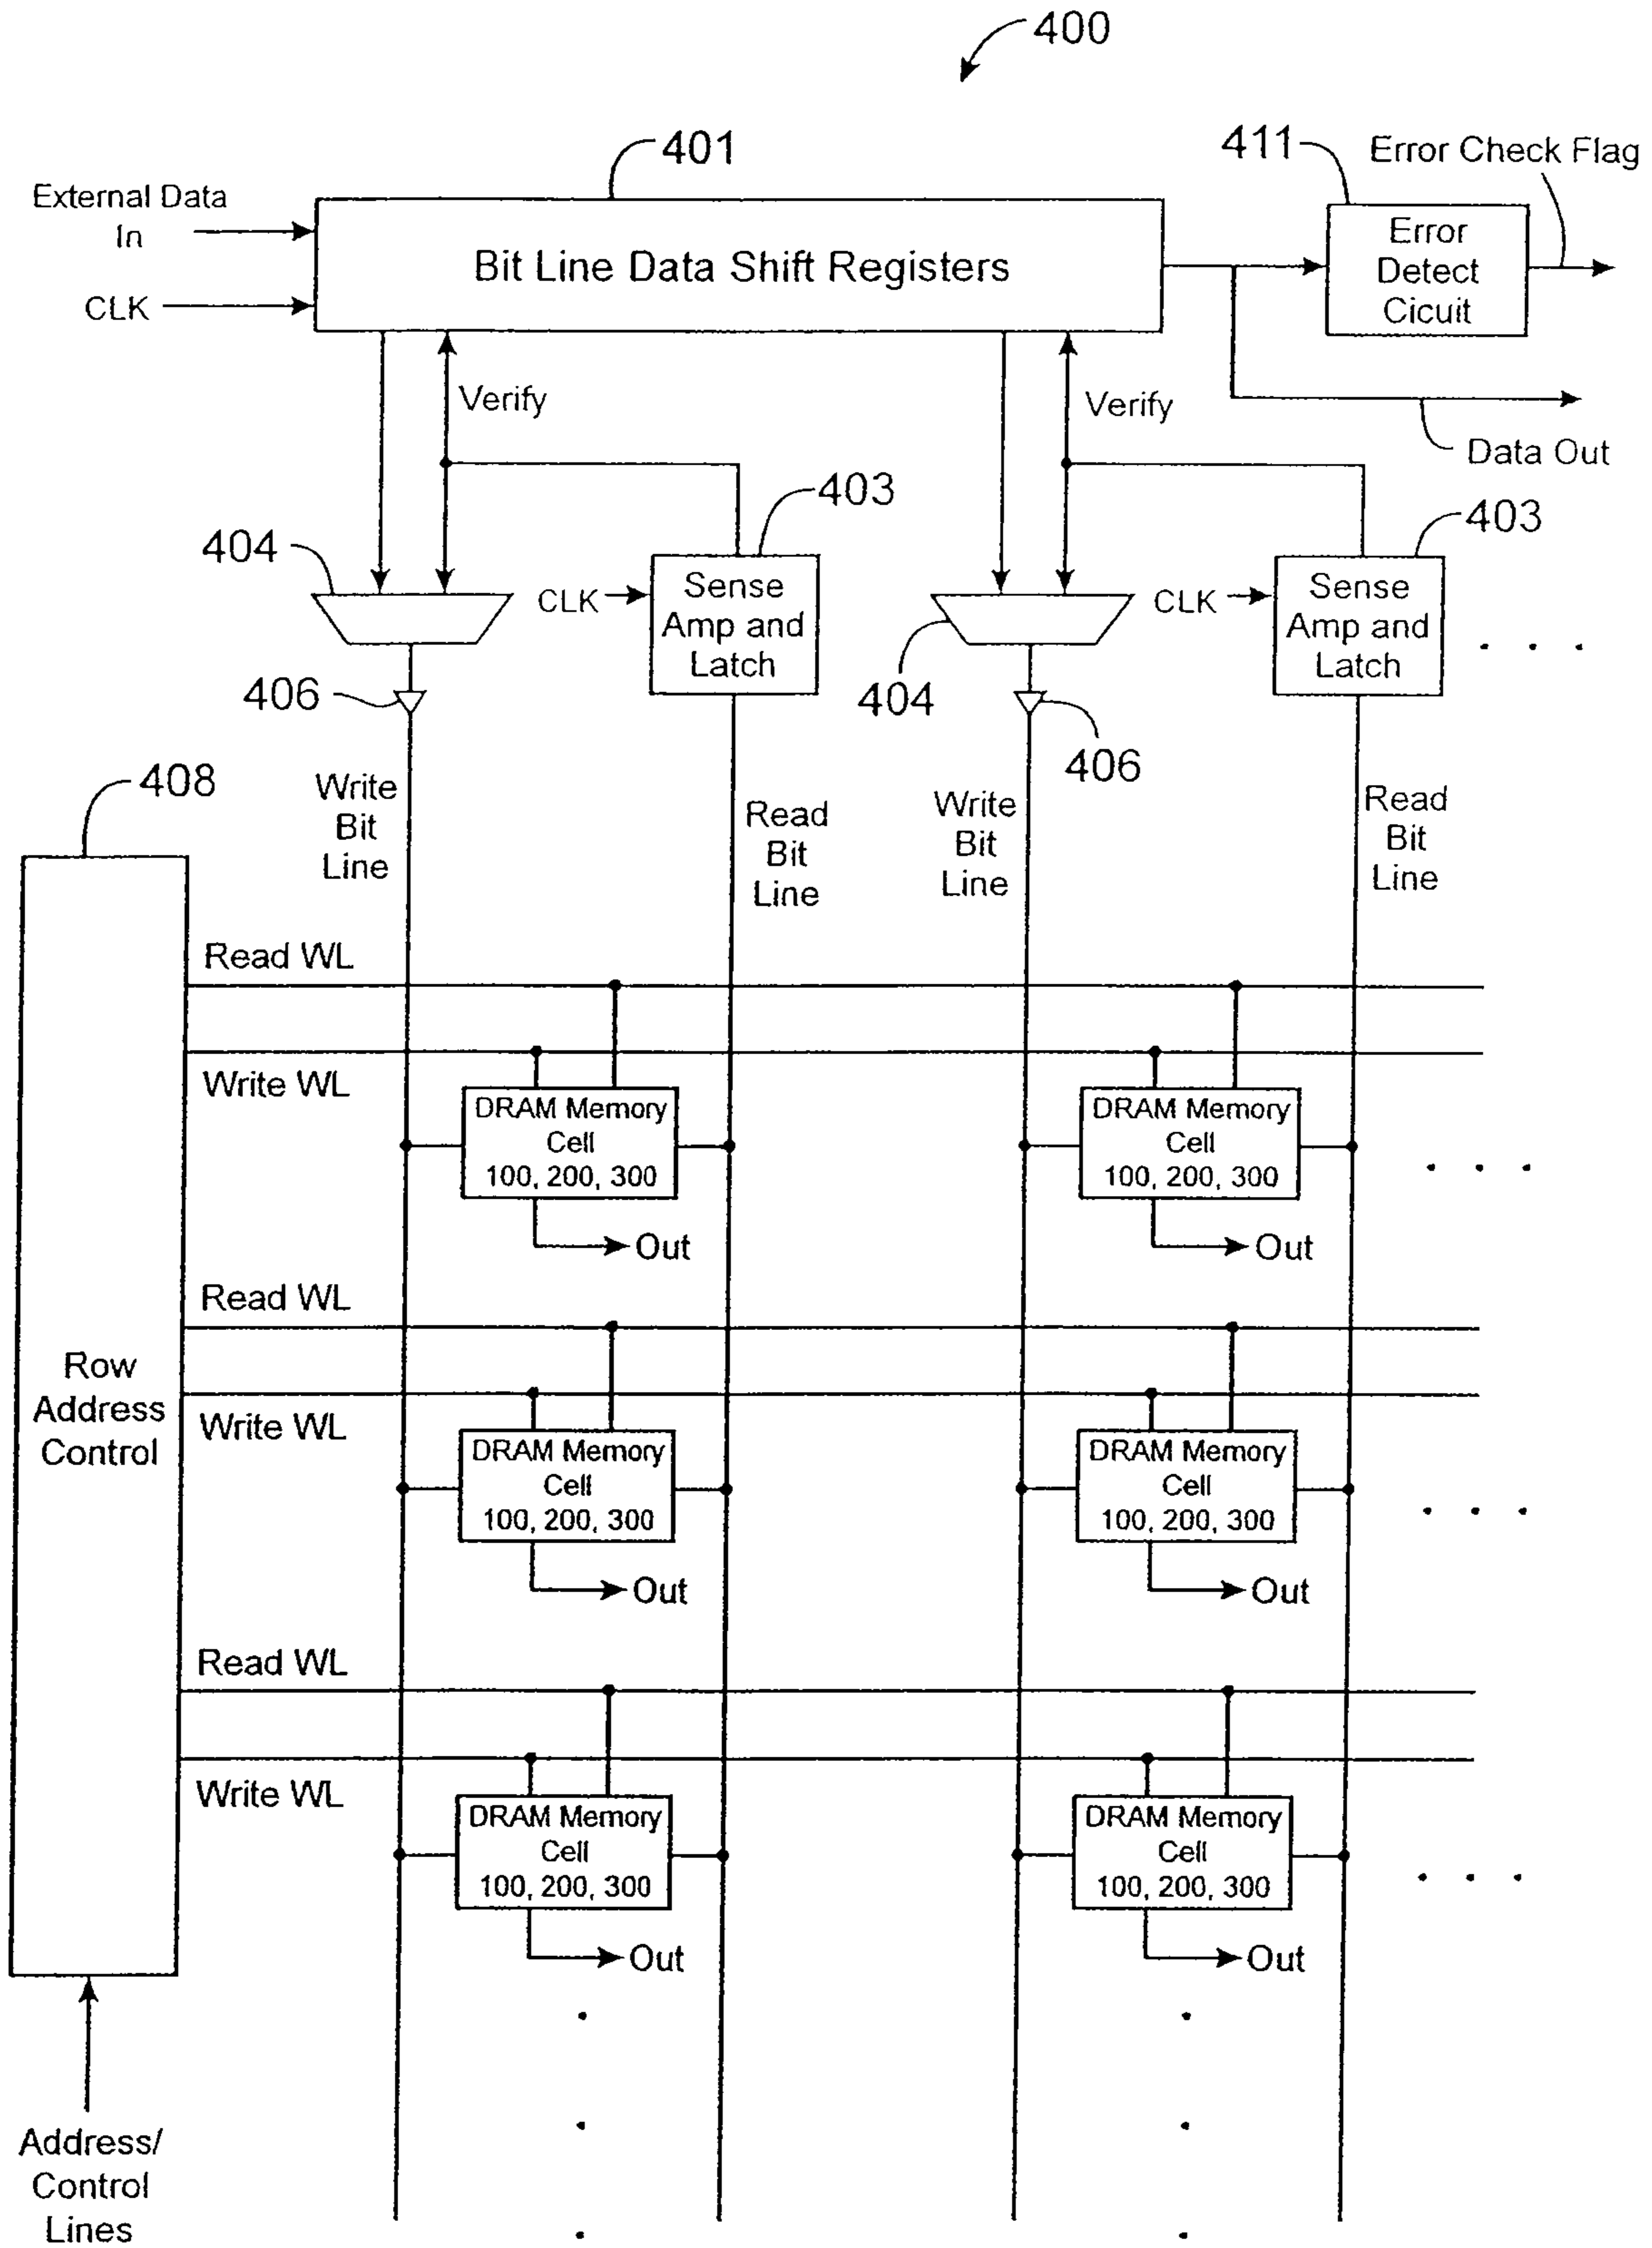 400
401
411
Error Check Flag
External Data
In
CLK
Bit Line Data Shift Registers
Error
Detect
Cicuit
Verify
Verify
Data Out
403
403
404
CLK
Sense
Amp and
Latch
CLK
Sense
Amp and
Latch
. . .
406
404
406
408
Write
Bit
Line
Read
Bit
Line
Write
Bit
Line
Read
Bit
Line
Read WL
Write WL
DRAM Memory
Cell
100, 200, 300
DRAM Memory
Cell
100, 200, 300
. . .
Out
Out
Read WL
Row
Address
Control
Write WL
DRAM Memory
Cell
100, 200, 300
DRAM Memory
Cell
100, 200, 300
. . .
Out
Out
Read WL
Write WL
DRAM Memory
Cell
100, 200, 300
DRAM Memory
Cell
100, 200, 300
. . .
Out
Out
Address/
Control
Lines